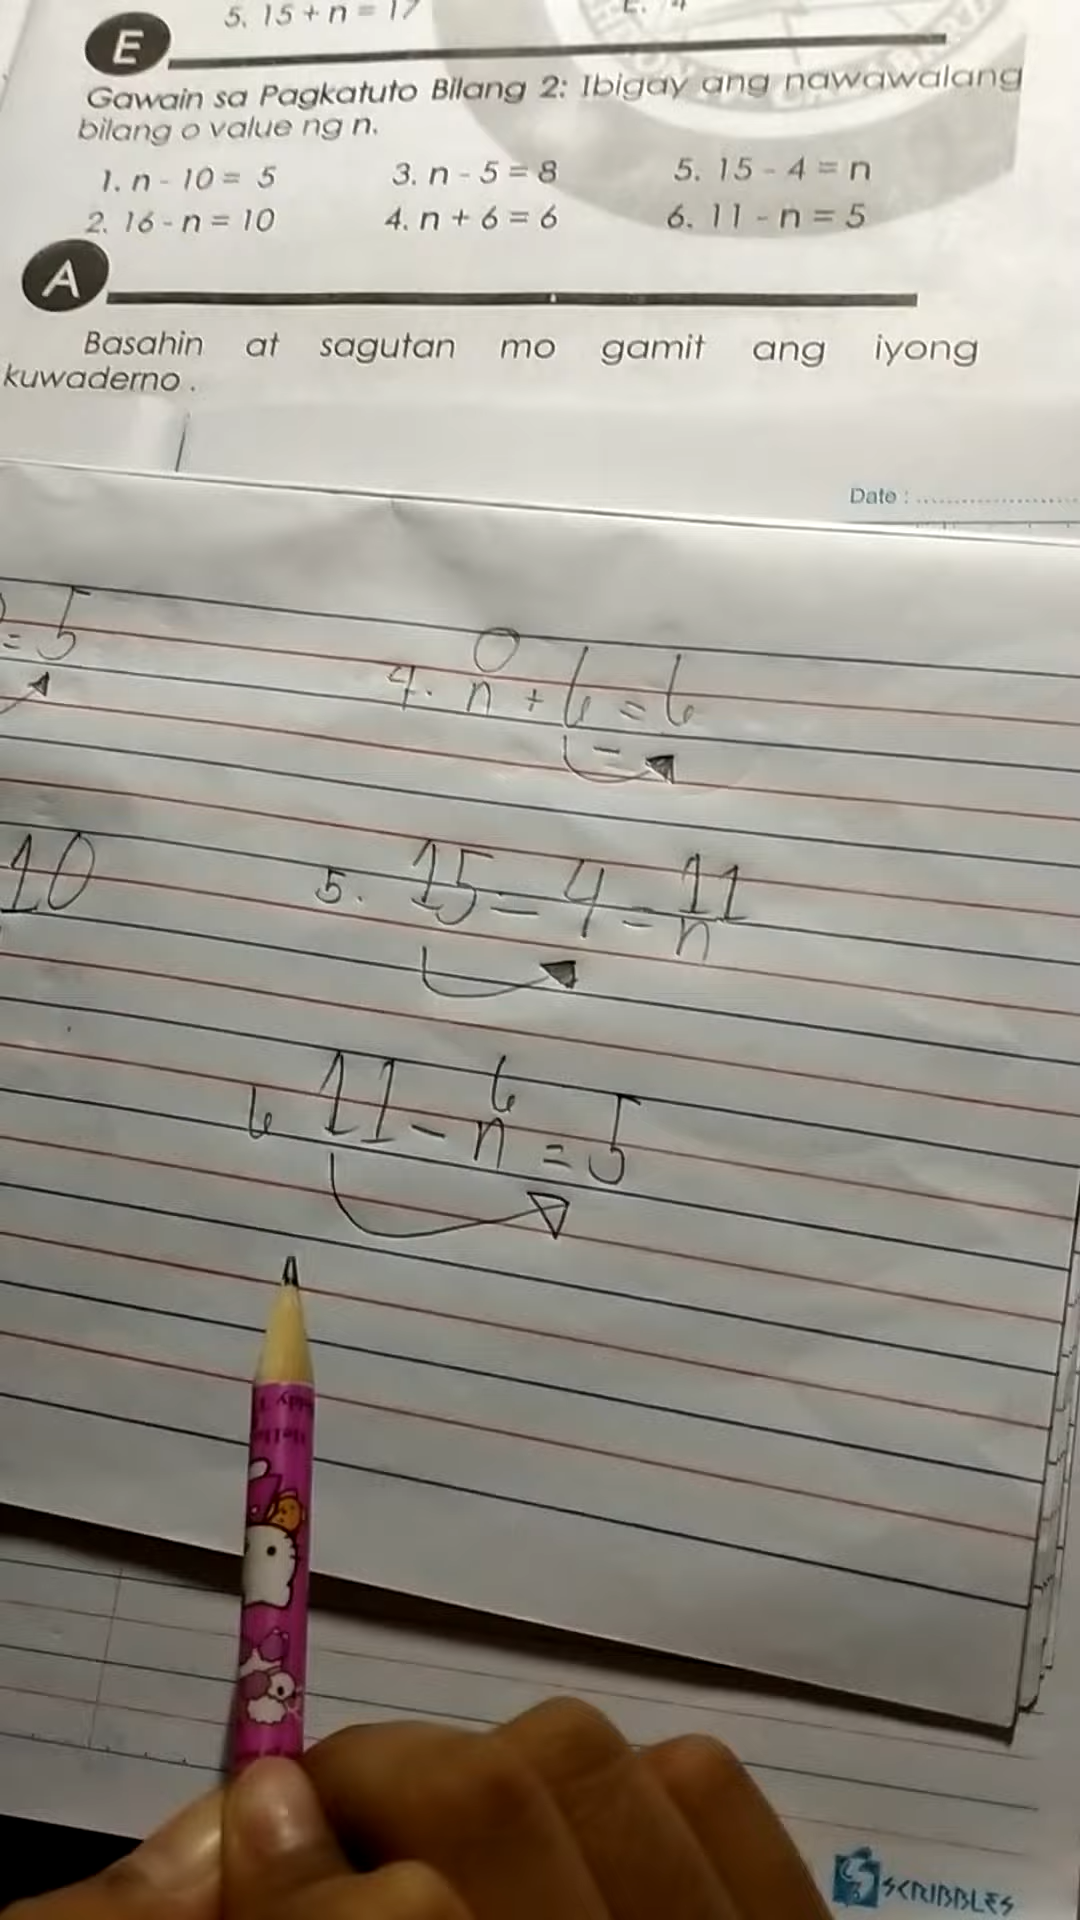 5. 15 + n = 17
E
Gawain sa Pagkatuto Bilang 2: Ibigay ang nawawalang
bilang o value ng n.
1. n - 10 = 5 3. n - 5 = 8 5. 15 - 4 = n
2. 16 - n = 10 4. n + 6 = 6 6. 11 - n = 5
A
Basahin at sagutan mo gamit ang iyong
kuwaderno.
Date :
= 5
0
4. n + 6 = 6
-
10
11
5. 15 - 4 = n
6
6 11 - n = 5
SCRIBBLES